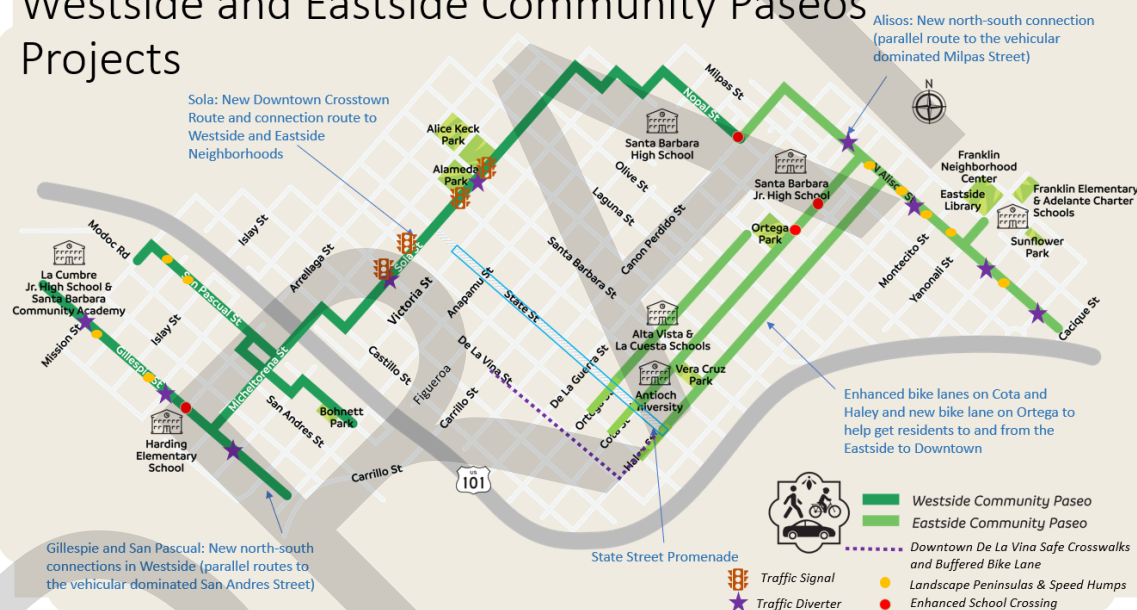 Westside and Eastside Community Paseos
Projects
Alisos: New north-south connection
(parallel route to the vehicular
dominated Milpas Street)
Sola: New Downtown Crosstown
Route and connection route to
Westside and Eastside
Neighborhoods
N
Milpas St
Nopal St
Alice Keck
Park
Alameda
Park
Santa Barbara
High School
Santa Barbara
Jr. High School
Olive St
Laguna St
Canon Perdido St
Santa Barbara St
Ortega
Park
N Alisos St
Franklin
Neighborhood
Center
Eastside
Library
Franklin Elementary
& Adelante Charter
Schools
Sunflower
Park
Montecito St
Yanonali St
Cacique St
Modoc Rd
Islay St
Arrellaga St
Sola St
Victoria St
Anapamu St
State St
La Cumbre
Jr. High School &
Santa Barbara
Community Academy
San Pascual St
Islay St
Mission St
Gillespie St
Micheltorena St
Castillo St
Figueroa
De La Vina St
Carrillo St
De La Guerra St
Alta Vista &
La Cuesta Schools
Vera Cruz
Park
Antioch
University
Ortega St
Cota St
Haley St
San Andres St
Bohnett
Park
Harding
Elementary
School
Carrillo St
US
101
Enhanced bike lanes on Cota and
Haley and new bike lane on Ortega to
help get residents to and from the
Eastside to Downtown
Gillespie and San Pascual: New north-south
connections in Westside (parallel routes to
the vehicular dominated San Andres Street)
State Street Promenade
Westside Community Paseo
Eastside Community Paseo
Downtown De La Vina Safe Crosswalks
and Buffered Bike Lane
Traffic Signal
Landscape Peninsulas & Speed Humps
Traffic Diverter
Enhanced School Crossing